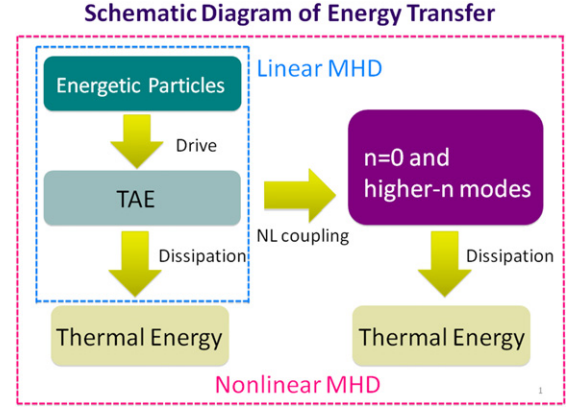 Schematic Diagram of Energy Transfer
Linear MHD
Energetic Particles
Drive
TAE
NL coupling
n=0 and
higher-n modes
Dissipation
Dissipation
Thermal Energy
Thermal Energy
Nonlinear MHD
1